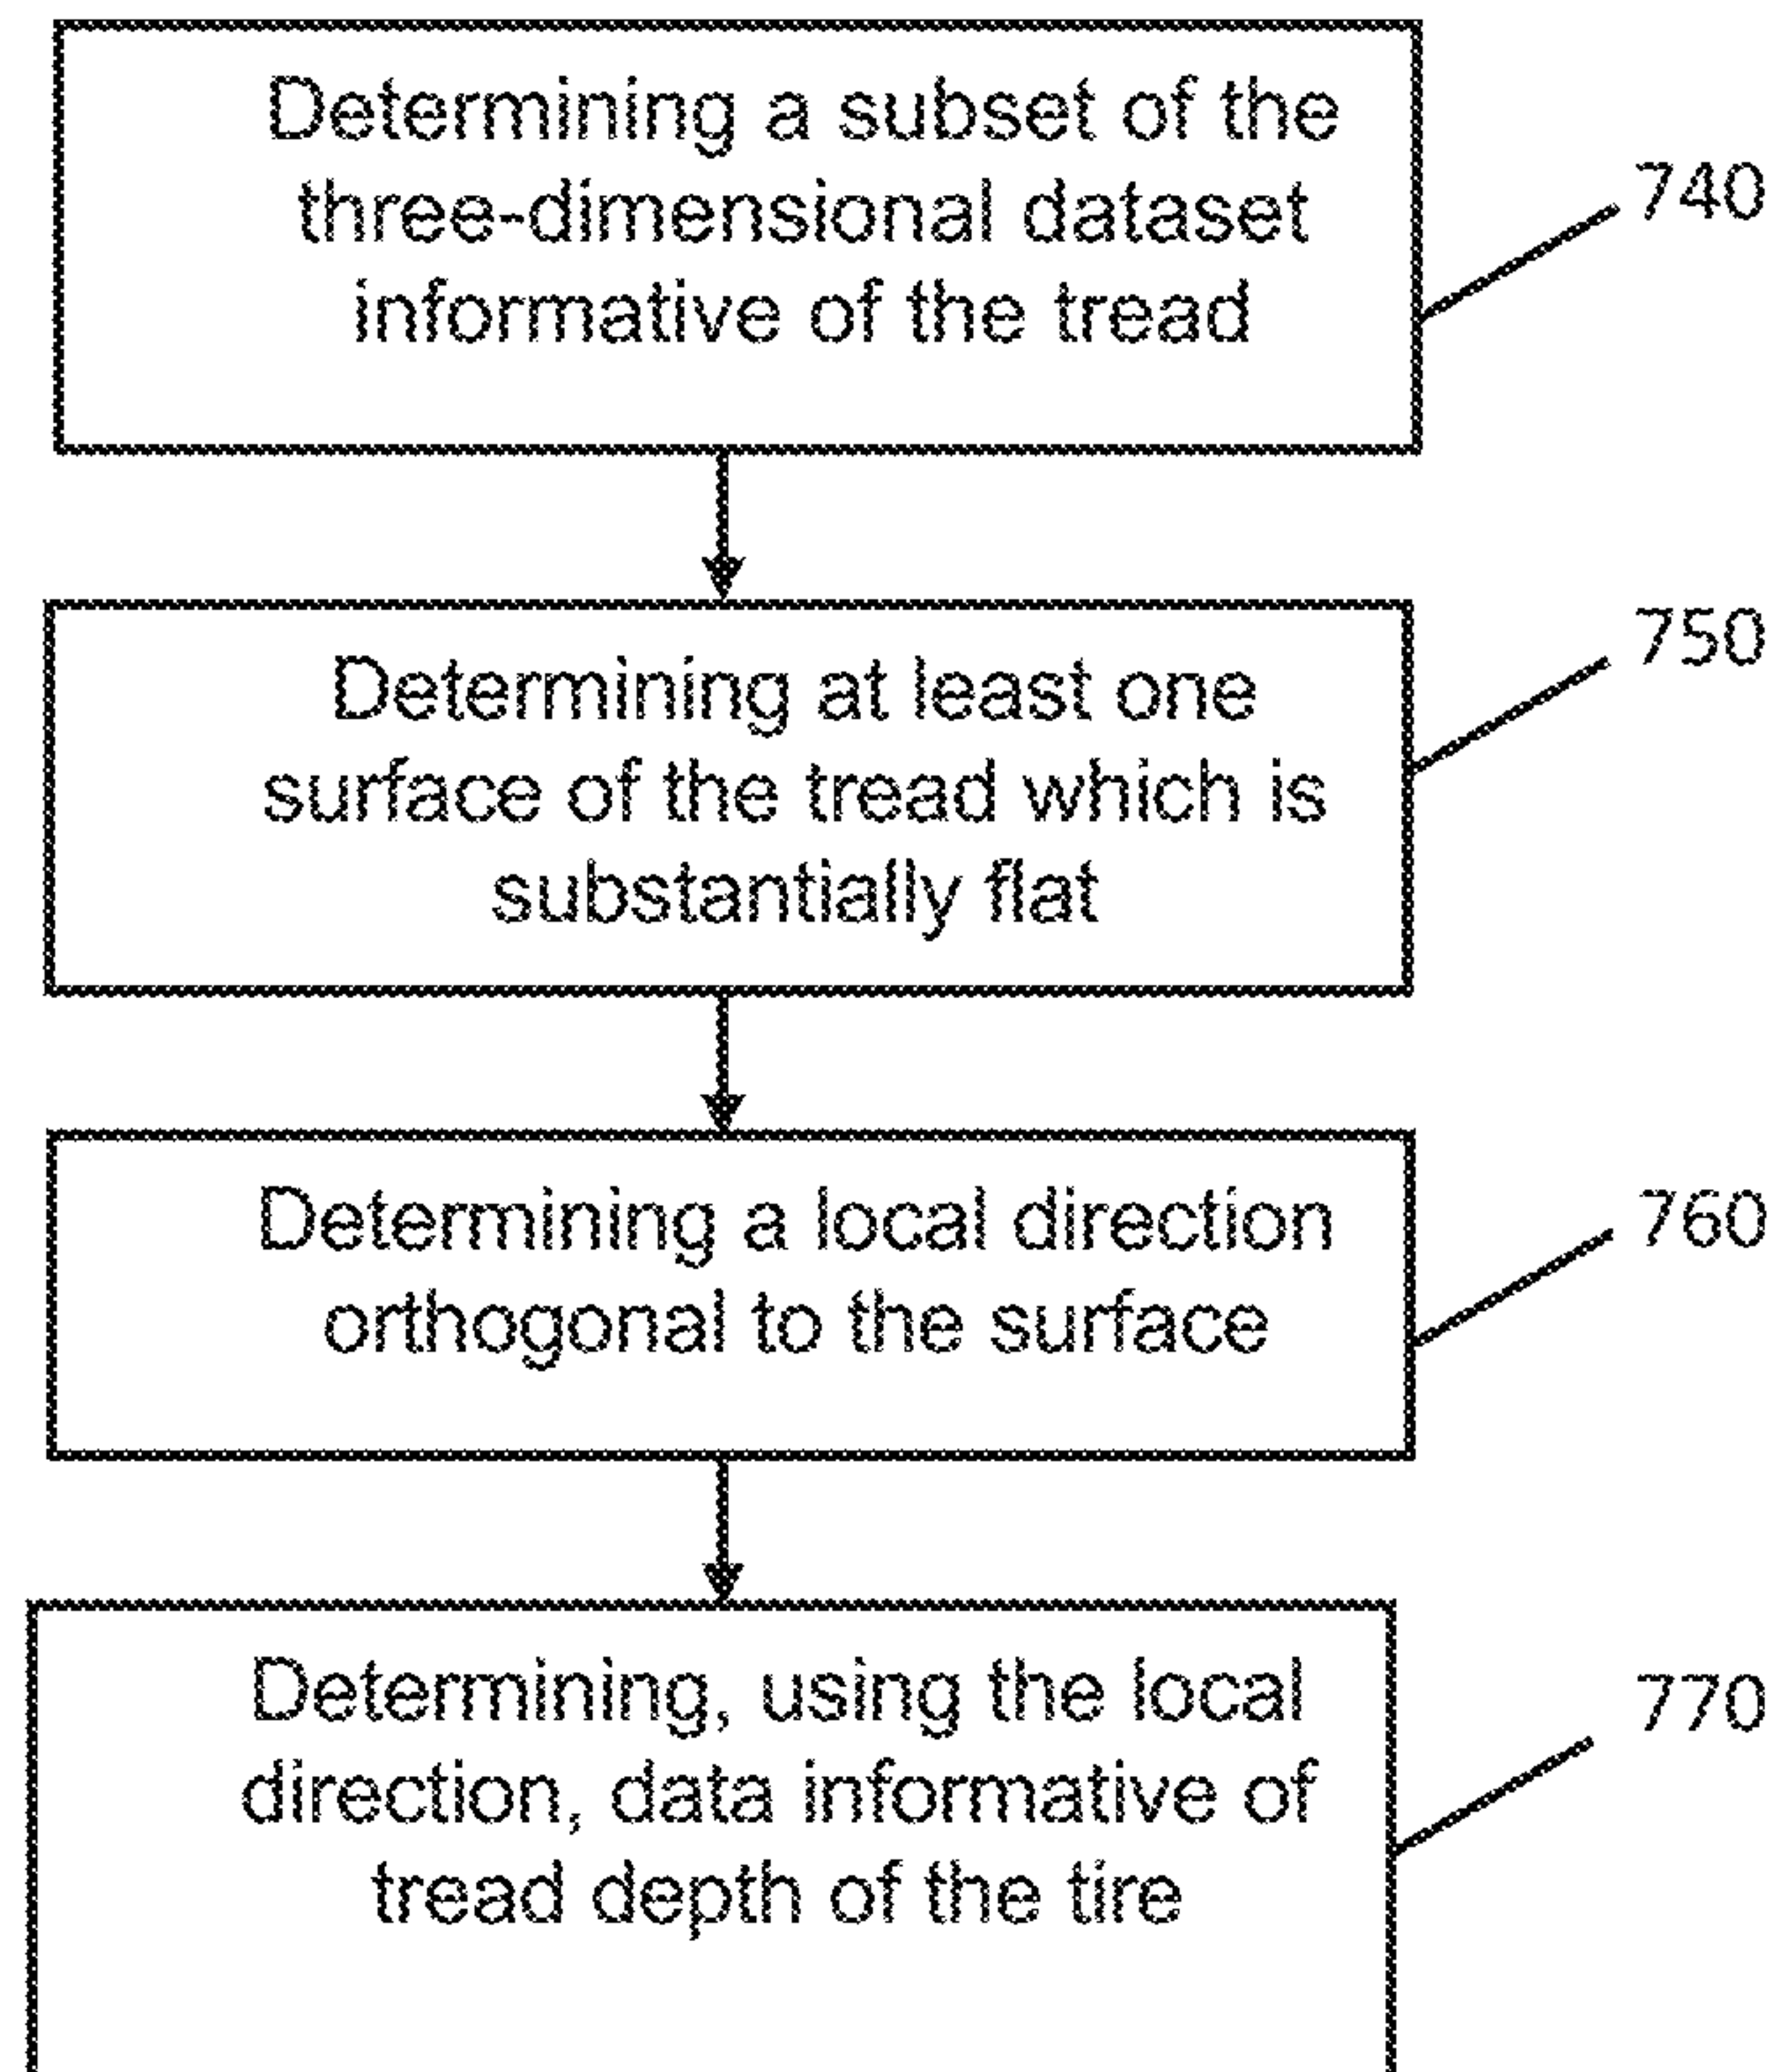 Determining a subset of the
three-dimensional dataset
informative of the tread
740
Determining at least one
surface of the tread which is
substantially flat
750
Determining a local direction
orthogonal to the surface
760
Determining, using the local
direction, data informative of
tread depth of the tire
770